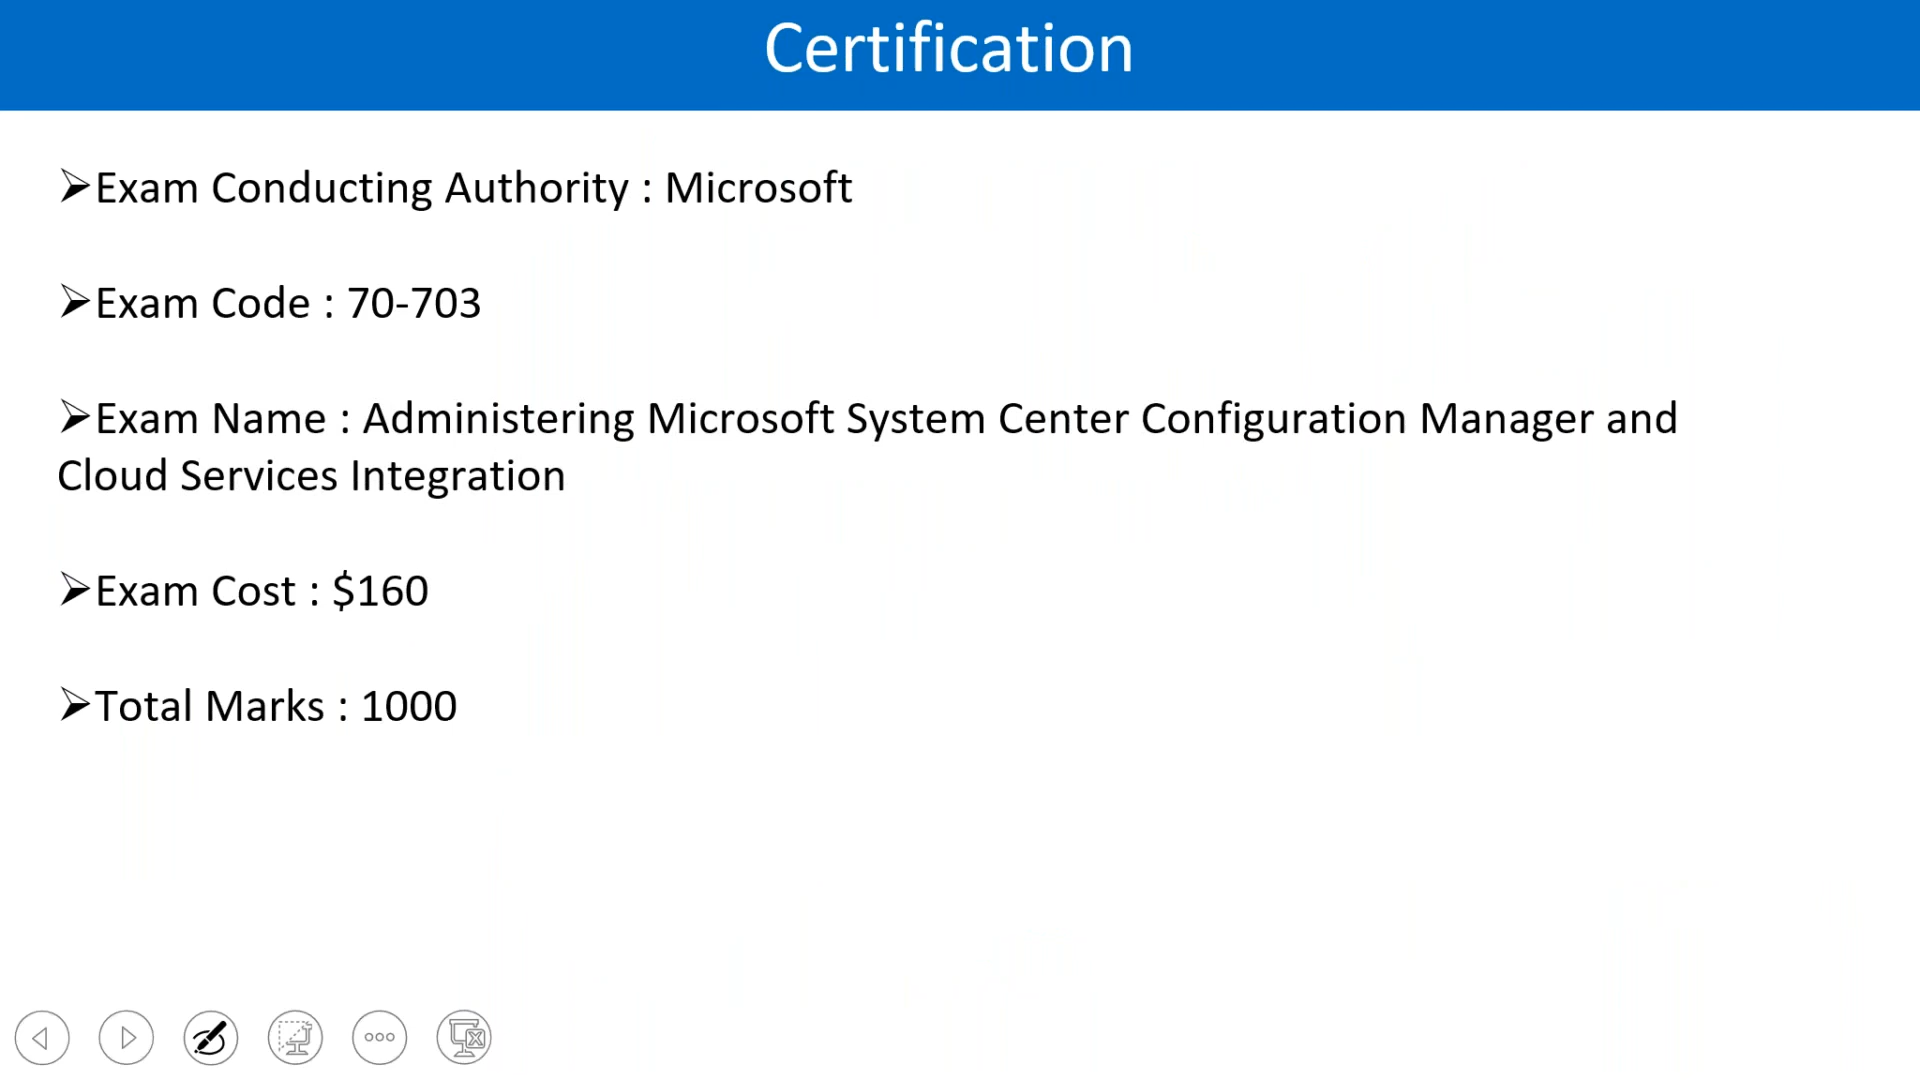 Certification
➢Exam Conducting Authority : Microsoft
➢Exam Code : 70-703
➢Exam Name : Administering Microsoft System Center Configuration Manager and
Cloud Services Integration
➢Exam Cost : $160
➢Total Marks : 1000